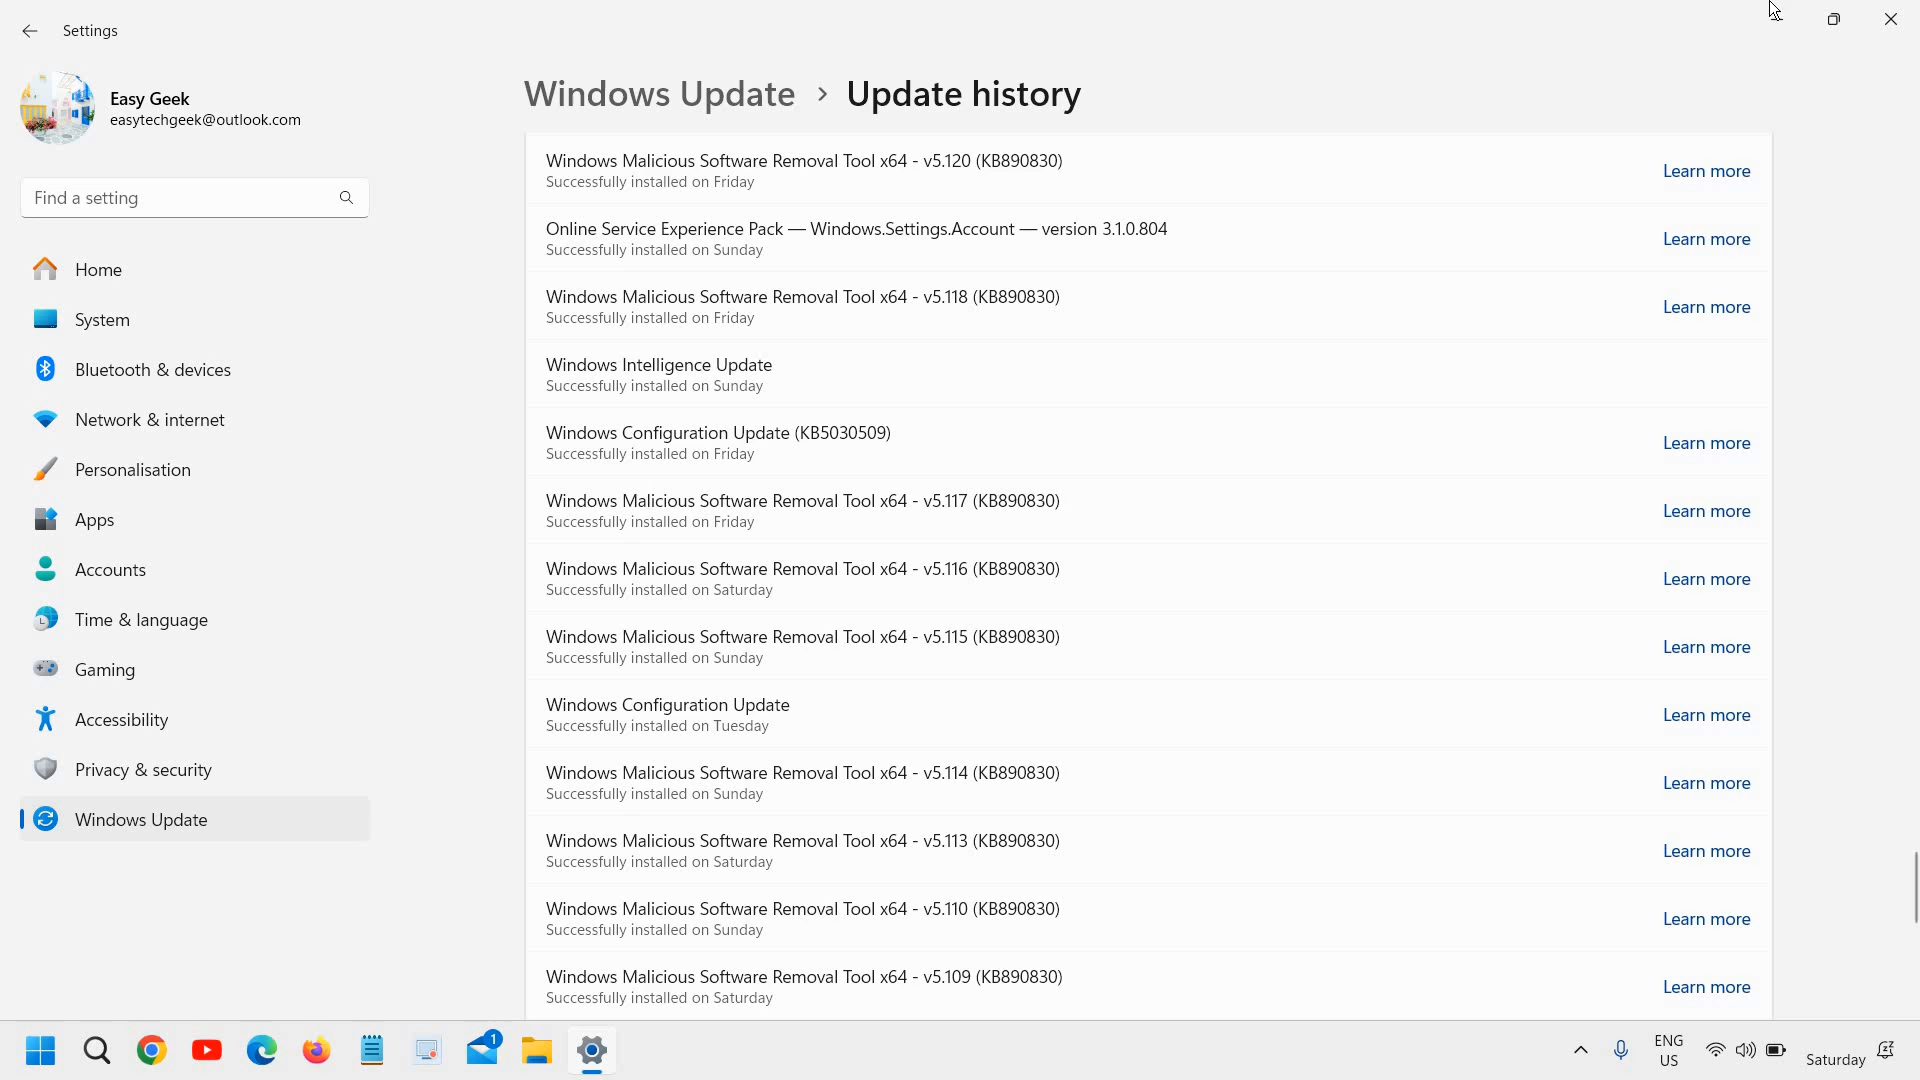 Settings
Easy Geek
easytechgeek@outlook.com
Find a setting
Home
System
Bluetooth & devices
Network & internet
Personalisation
Apps
Accounts
Time & language
Gaming
Accessibility
Privacy & security
Windows Update
Windows Update > Update history
Windows Malicious Software Removal Tool x64 - v5.120 (KB890830)
Successfully installed on Friday
Learn more
Online Service Experience Pack — Windows.Settings.Account — version 3.1.0.804
Successfully installed on Sunday
Learn more
Windows Malicious Software Removal Tool x64 - v5.118 (KB890830)
Successfully installed on Friday
Learn more
Windows Intelligence Update
Successfully installed on Sunday
Windows Configuration Update (KB5030509)
Successfully installed on Friday
Learn more
Windows Malicious Software Removal Tool x64 - v5.117 (KB890830)
Successfully installed on Friday
Learn more
Windows Malicious Software Removal Tool x64 - v5.116 (KB890830)
Successfully installed on Saturday
Learn more
Windows Malicious Software Removal Tool x64 - v5.115 (KB890830)
Successfully installed on Sunday
Learn more
Windows Configuration Update
Successfully installed on Tuesday
Learn more
Windows Malicious Software Removal Tool x64 - v5.114 (KB890830)
Successfully installed on Sunday
Learn more
Windows Malicious Software Removal Tool x64 - v5.113 (KB890830)
Successfully installed on Saturday
Learn more
Windows Malicious Software Removal Tool x64 - v5.110 (KB890830)
Successfully installed on Sunday
Learn more
Windows Malicious Software Removal Tool x64 - v5.109 (KB890830)
Successfully installed on Saturday
Learn more
1
ENG
US
Saturday